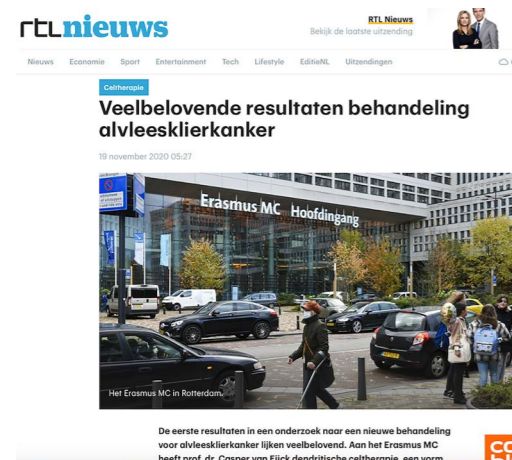 rtlnieuws
RTL Nieuws
Bekijk de laatste uitzending
Nieuws Economie Sport Entertainment Tech Lifestyle EditieNL Uitzendingen
Celtherapie
Veelbelovende resultaten behandeling
alvleesklierkanker
19 november 2020 05:27
Erasmus MC Hoofdingang
Het Erasmus MC in Rotterdam.
De eerste resultaten in een onderzoek naar een nieuwe behandeling
voor alvleesklierkanker lijken veelbelovend. Aan het Erasmus MC
heeft prof. dr. Casper van Eijck dendritische celtherapie, een vorm